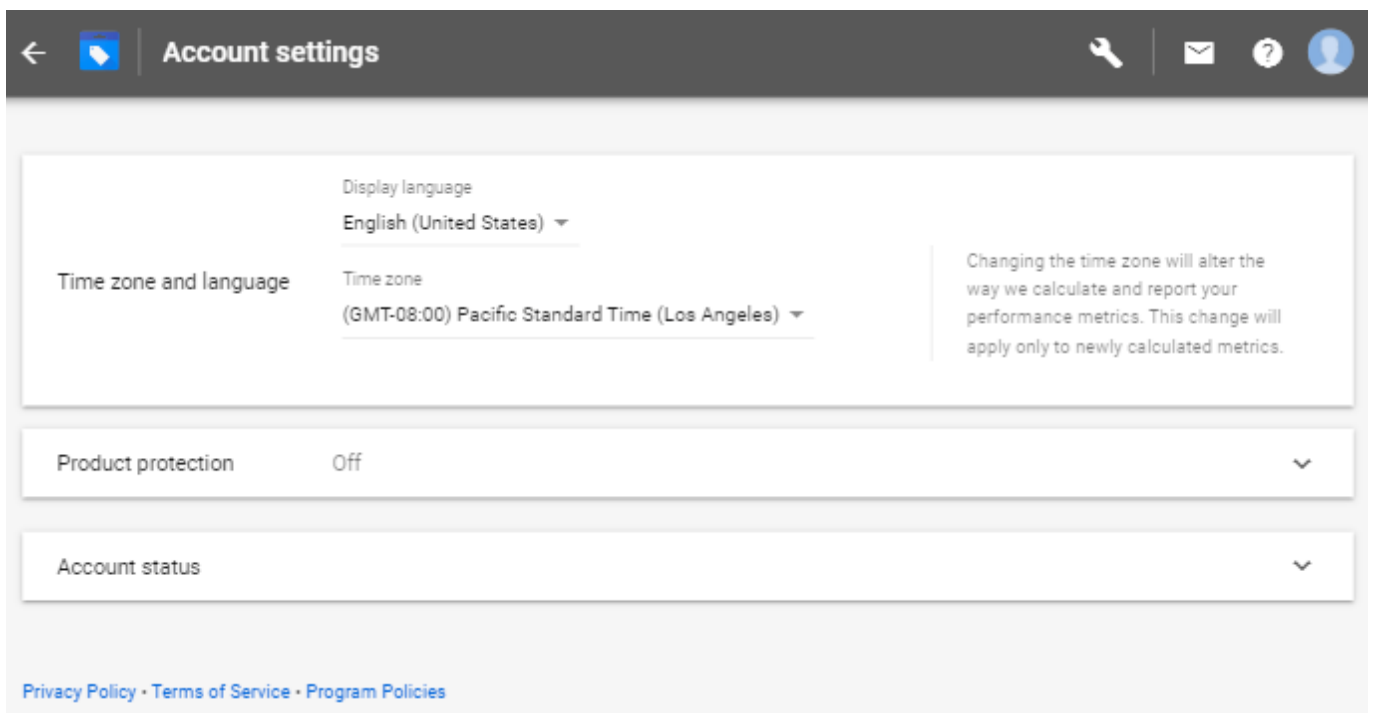 Account settings
Display language
English (United States)
Time zone and language
Time zone
(GMT-08:00) Pacific Standard Time (Los Angeles)
Changing the time zone will alter the
way we calculate and report your
performance metrics. This change will
apply only to newly calculated metrics.
Product protection Off
Account status
Privacy Policy • Terms of Service • Program Policies